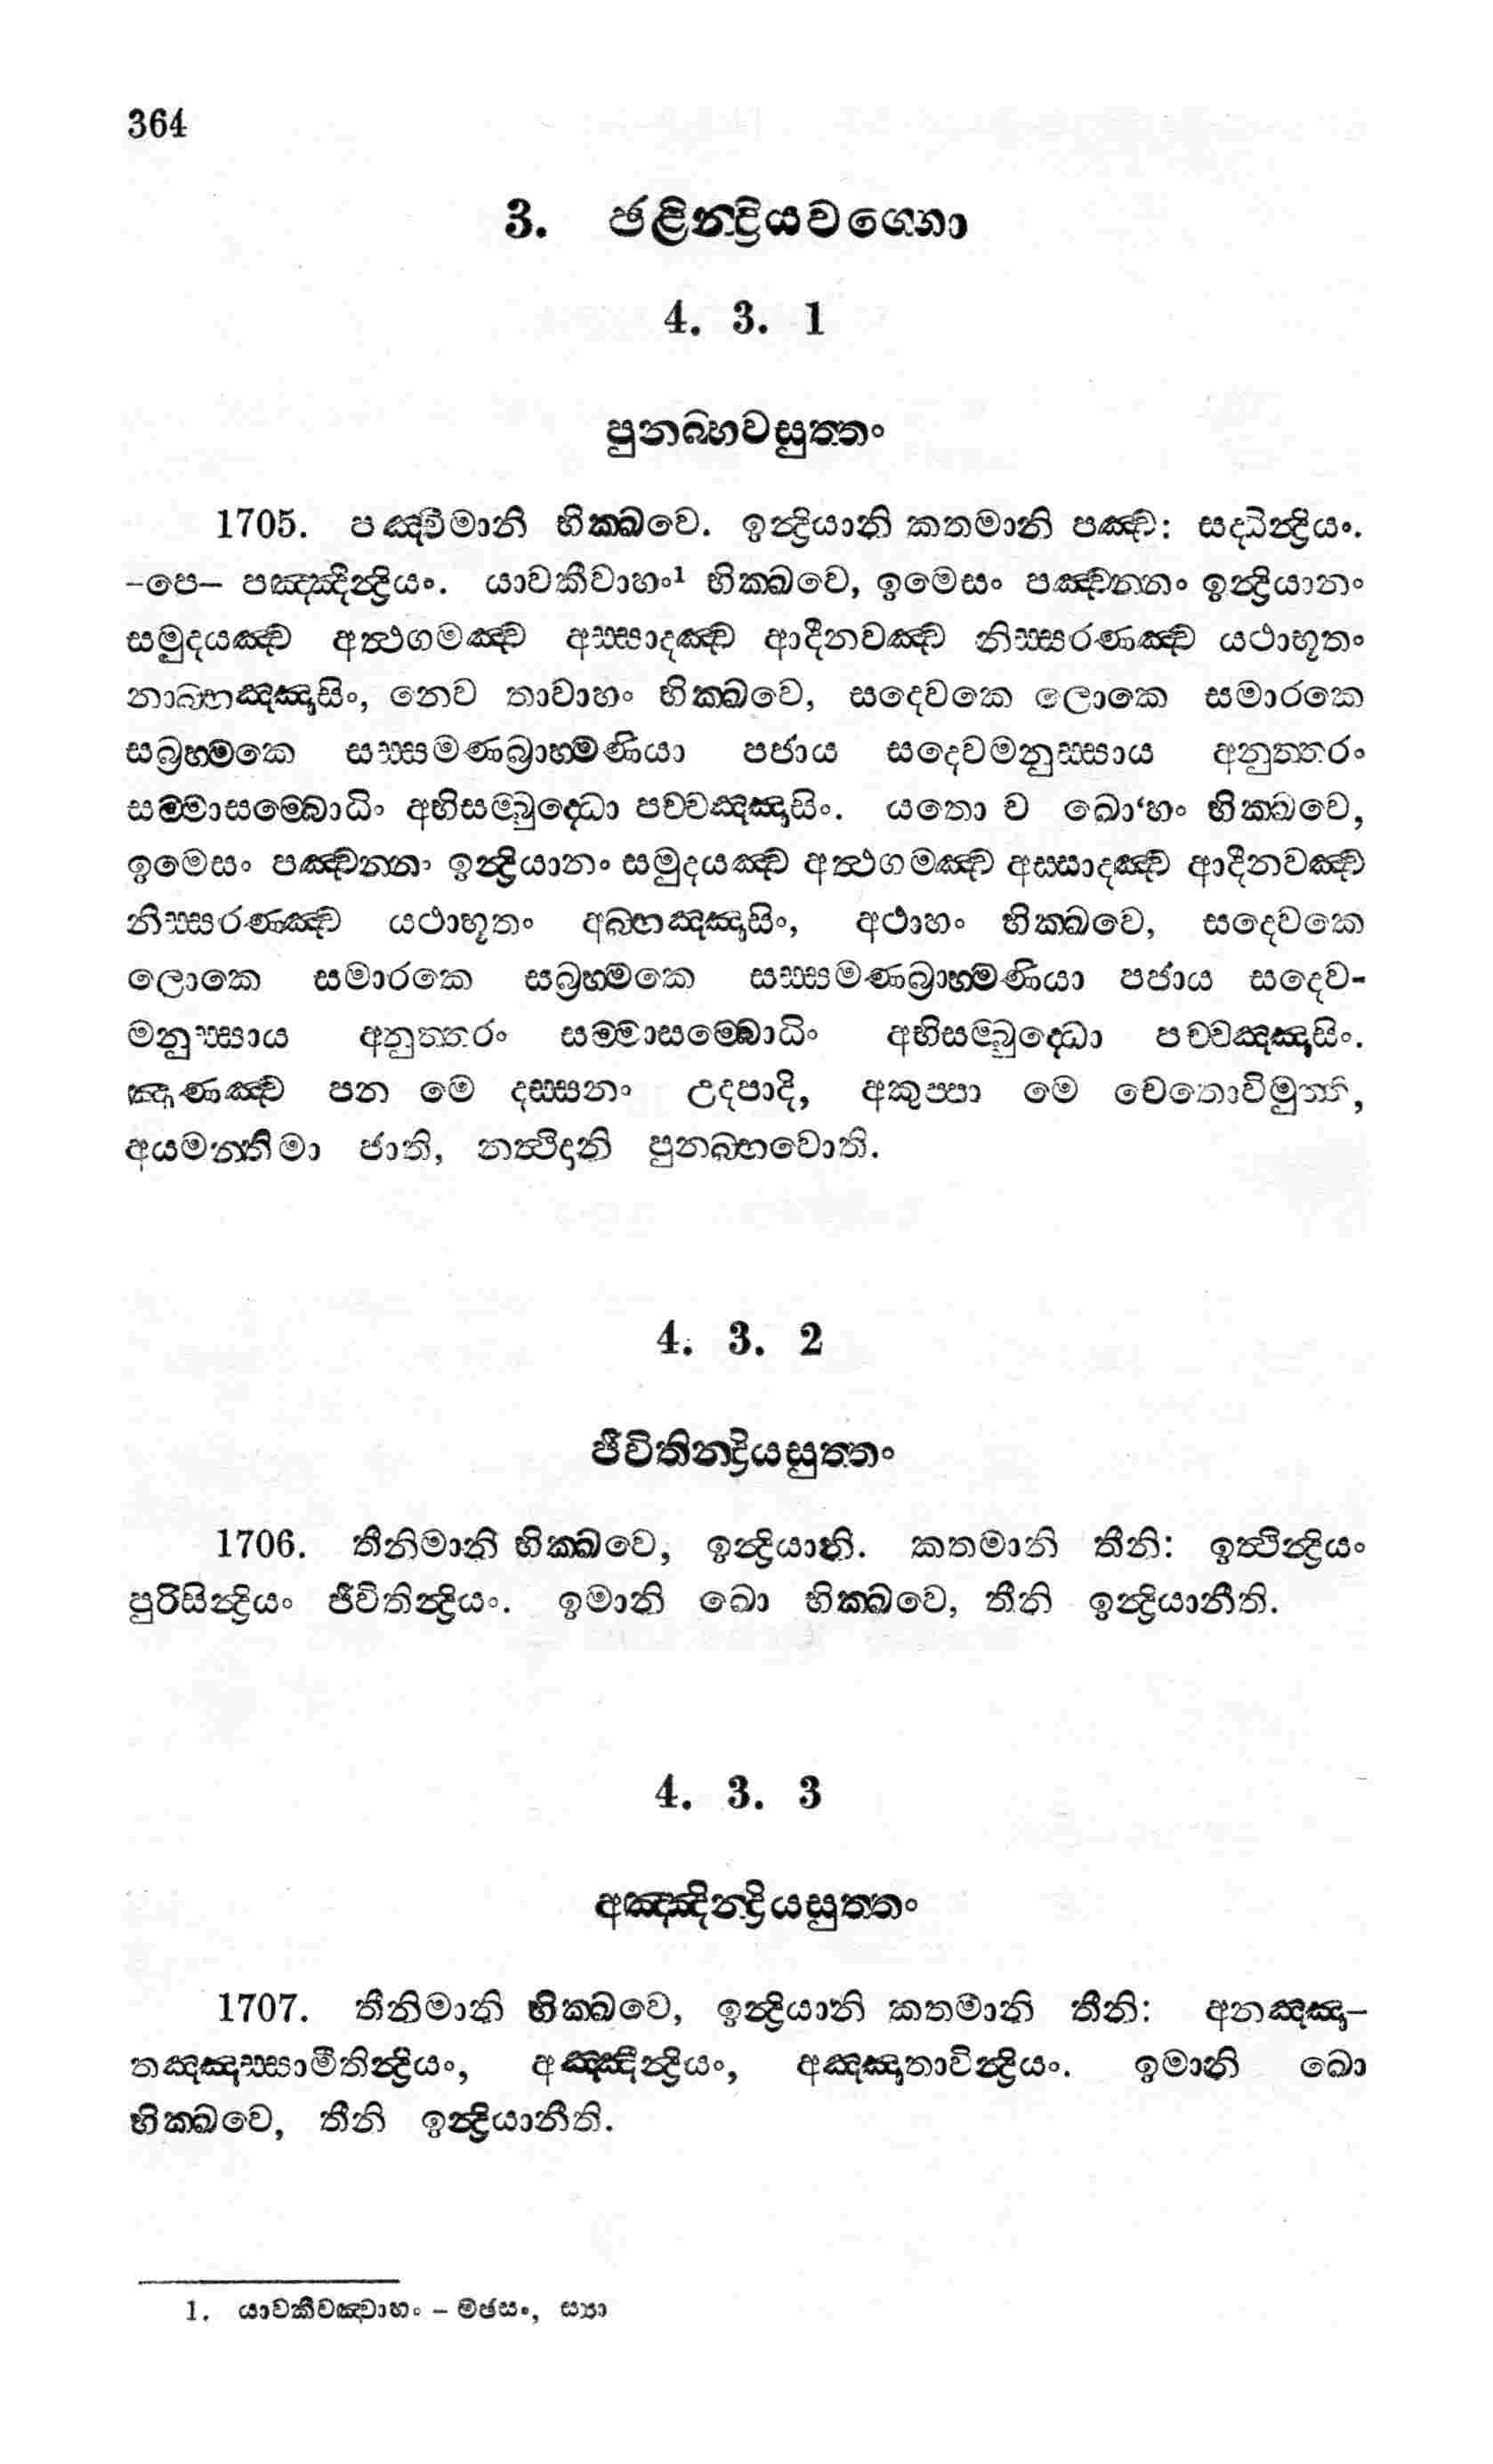 364
3. ඡළින්ද්‍රියවග්ගො
4. 3. 1
පුනබ්භවසුත්තං
1705. පඤ්චිමානි භික්ඛවෙ. ඉන්ද්‍රියානි කතමානි පඤ්ච: සද්ධින්ද්‍රියං.
-පෙ- පඤ්ඤින්ද්‍රියං. යාවකීවාහං¹ භික්ඛවෙ, ඉමෙසං පඤ්චන්නං ඉන්ද්‍රියානං
සමුදයඤ්ච අත්ථගමඤ්ච අස්සාදඤ්ච ආදීනවඤ්ච නිස්සරණඤ්ච යථාභූතං
නාබ්භඤ්ඤාසිං, නෙව තාවාහං භික්ඛවෙ, සදෙවකෙ ලොකෙ සමාරකෙ
සබ්‍රහ්මකෙ සස්සමණබ්‍රාහ්මණියා පජාය සදෙවමනුස්සාය අනුත්තරං
සම්මාසම්බොධිං අභිසම්බුද්ධො පච්චඤ්ඤාසිං. යතො ච ඛො‘හං භික්ඛවෙ,
ඉමෙසං පඤ්චන්නං ඉන්ද්‍රියානං සමුදයඤ්ච අත්ථගමඤ්ච අස්සාදඤ්ච ආදීනවඤ්ච
නිස්සරණඤ්ච යථාභූතං අබ්භඤ්ඤාසිං, අථාහං භික්ඛවෙ, සදෙවකෙ
ලොකෙ සමාරකෙ සබ්‍රහ්මකෙ සස්සමණබ්‍රාහ්මණියා පජාය සදෙව-
මනුස්සාය අනුත්තරං සම්මාසම්බොධිං අභිසම්බුද්ධො පච්චඤ්ඤාසිං.
ඤාණඤ්ච පන මෙ දස්සනං උදපාදි, අකුප්පා මෙ චෙතොවිමුත්ති,
අයමන්තිමා ජාති, නත්ථිදානි පුනබ්භවොති.
4. 3. 2
ජීවිතින්ද්‍රියසුත්තං
1706. තීනිමානි භික්ඛවෙ, ඉන්ද්‍රියානි. කතමානි තීනි: ඉත්ථින්ද්‍රියං
පුරිසින්ද්‍රියං ජීවිතින්ද්‍රියං. ඉමානි ඛො භික්ඛවෙ, තීනි ඉන්ද්‍රියානීති.
4. 3. 3
අඤ්ඤින්ද්‍රියසුත්තං
1707. තීනිමානි භික්ඛවෙ, ඉන්ද්‍රියානි කතමානි තීනි: අනඤ්ඤා-
තඤ්ඤස්සාමීතින්ද්‍රියං, අඤ්ඤින්ද්‍රියං, අඤ්ඤාතාවින්ද්‍රියං. ඉමානි ඛො
භික්ඛවෙ, තීනි ඉන්ද්‍රියානීති.
1. යාවකීවඤ්චාහං - මඡසං, ස්‍යා